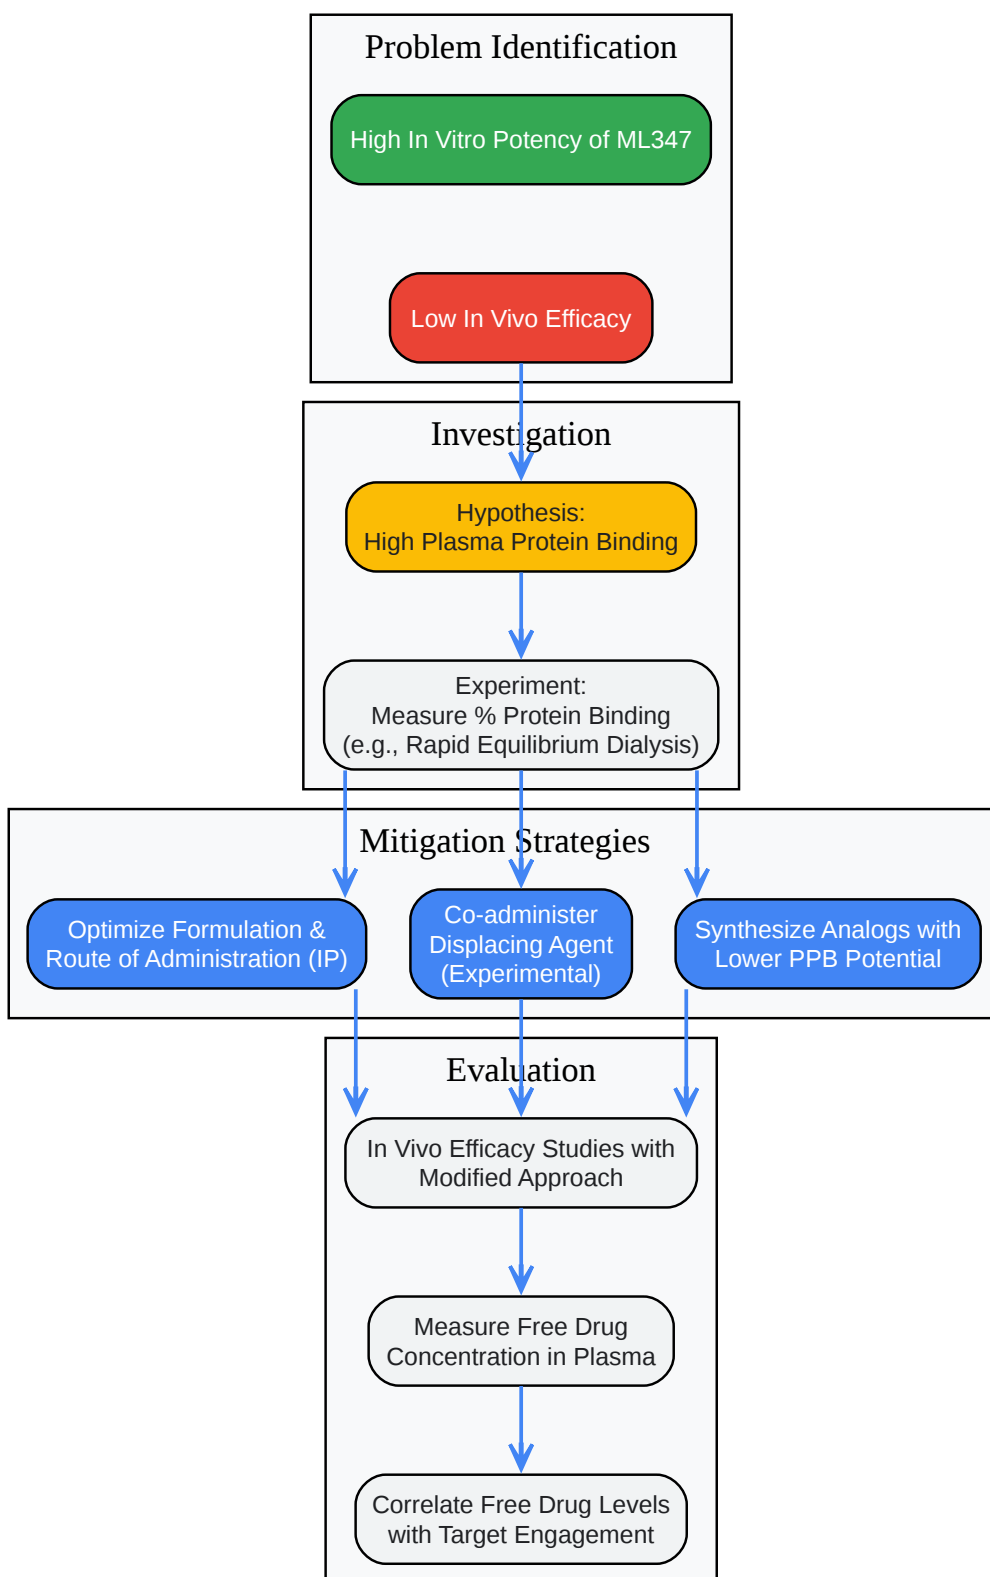 Problem Identification
High In Vitro Potency of ML347
Low In Vivo Efficacy
Investigation
Hypothesis:
High Plasma Protein Binding
Experiment:
Measure % Protein Binding
(e.g., Rapid Equilibrium Dialysis)
Mitigation Strategies
Optimize Formulation &
Route of Administration (IP)
Co-administer
Displacing Agent
(Experimental)
Synthesize Analogs with
Lower PPB Potential
Evaluation
In Vivo Efficacy Studies with
Modified Approach
Measure Free Drug
Concentration in Plasma
Correlate Free Drug Levels
with Target Engagement